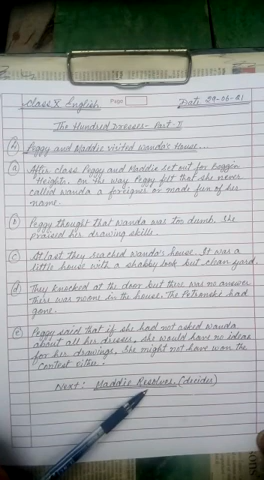 Class X English Page Date 29-06-21
The Hundred Dresses- Part II
(h) Peggy and Maddie visited Wanda's House...
(a) After class Peggy and Maddie set out for Boggin
Heights. On the way Peggy felt that she never
called Wanda a foreigner or made fun of her
name.
(b) Peggy thought that Wanda was too dumb. She
praised her drawing skills.
(c) At last they reached Wanda's house. It was a
little house with a shabby look but clean yard.
(d) They knocked at the door but there was no answer
There was noone in the house. The Petronski had
gone.
(e) Peggy said that if she had not asked Wanda
about all her dresses, she would have no ideas
for her drawings, She might not have won the
Contest either.
Next: Maddie Resolves (decides)